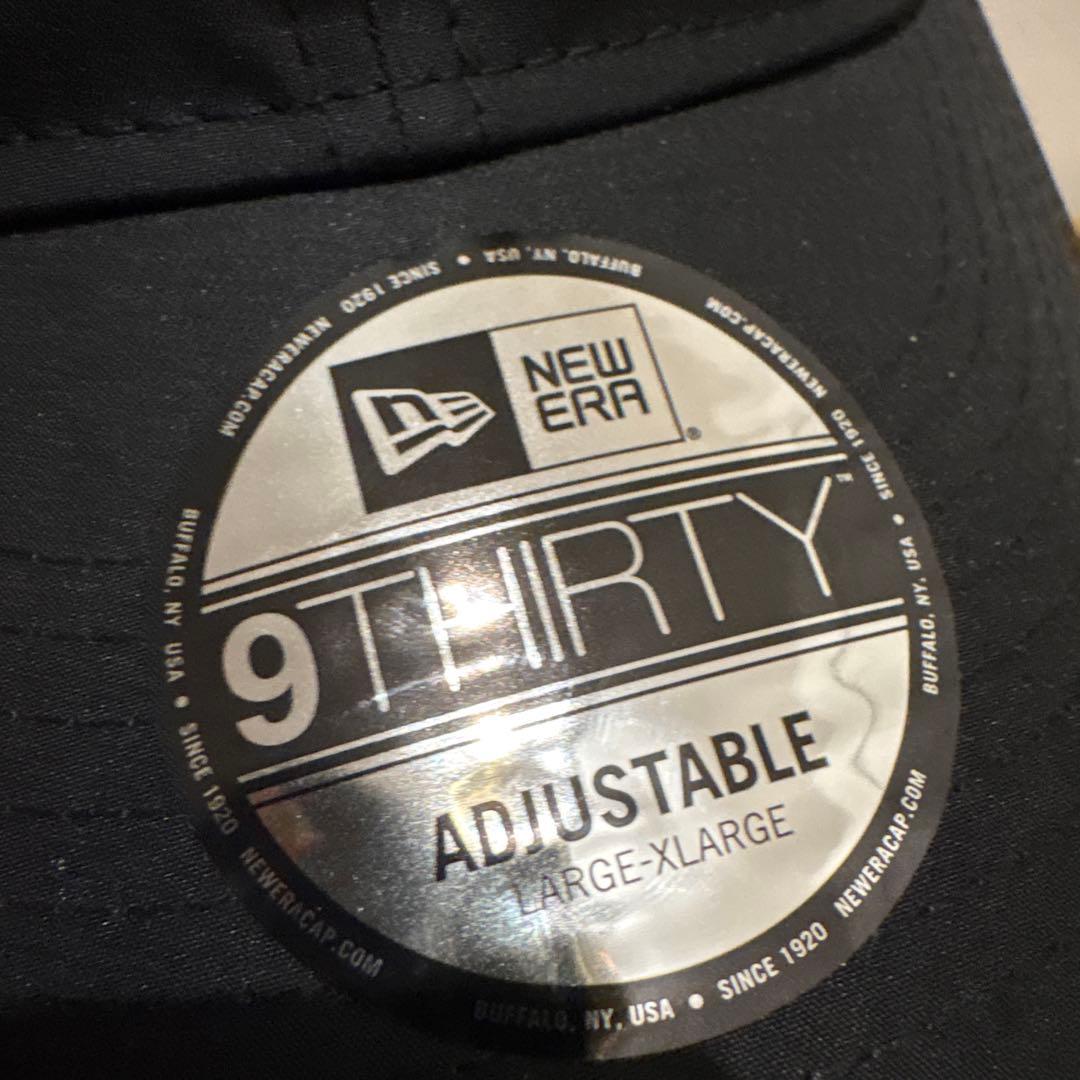 NEW
ERA
®
9THIRTY
ADJUSTABLE
LARGE-XLARGE
BUFFALO, NY, USA • SINCE 1920 NEWERACAP.COM
BUFFALO, NY, USA • SINCE 1920 NEWERACAP.COM
BUFFALO, NY, USA • SINCE 1920 NEWERACAP.COM
BUFFALO, NY USA • SINCE 1920 NEWERACAP.COM